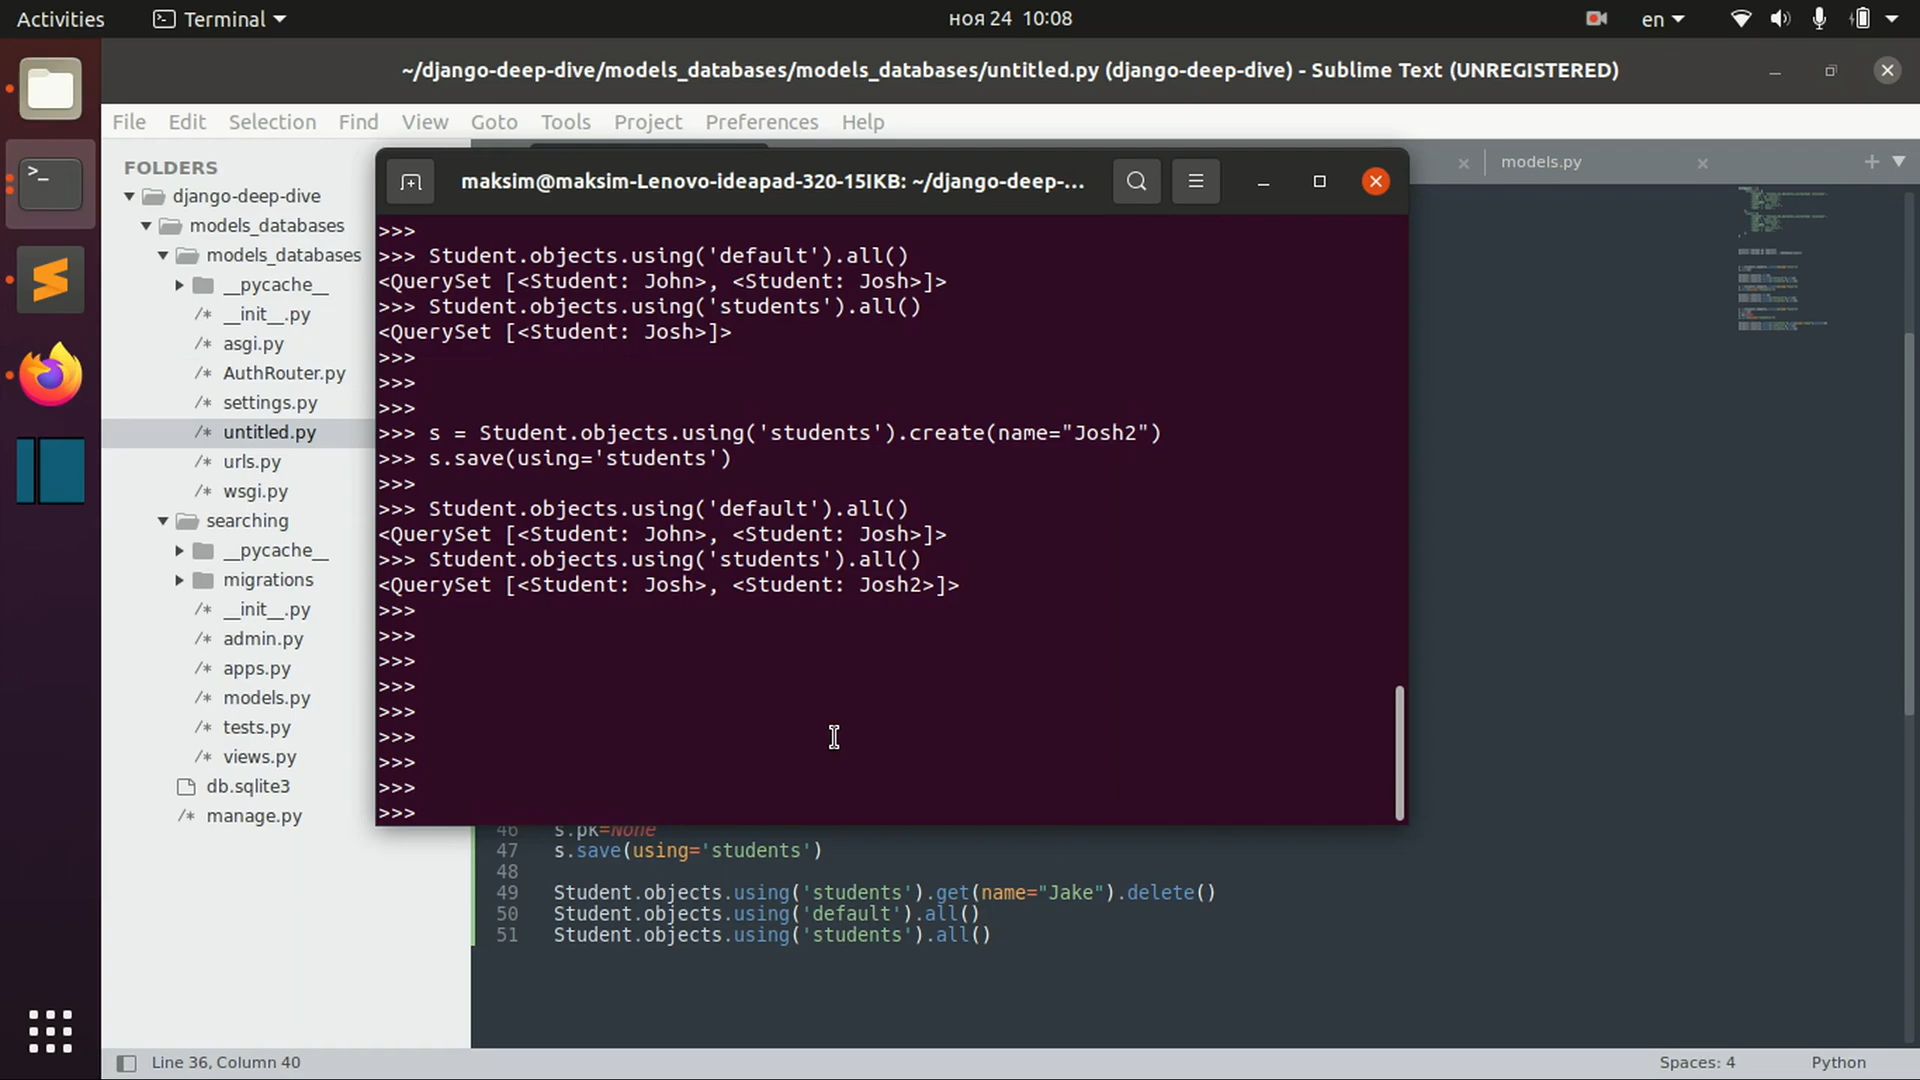 Activities
Terminal
ноя 24 10:08
en
~/django-deep-dive/models_databases/models_databases/untitled.py (django-deep-dive) - Sublime Text (UNREGISTERED)
File Edit Selection Find View Goto Tools Project Preferences Help
FOLDERS
django-deep-dive
models_databases
models_databases
__pycache__
/* __init__.py
/* asgi.py
/* AuthRouter.py
/* settings.py
/* untitled.py
/* urls.py
/* wsgi.py
searching
__pycache__
migrations
/* __init__.py
/* admin.py
/* apps.py
/* models.py
/* tests.py
/* views.py
db.sqlite3
/* manage.py
models.py
maksim@maksim-Lenovo-ideapad-320-15IKB: ~/django-deep-...
>>>
>>> Student.objects.using('default').all()
<QuerySet [<Student: John>, <Student: Josh>]>
>>> Student.objects.using('students').all()
<QuerySet [<Student: Josh>]>
>>>
>>>
>>>
>>> s = Student.objects.using('students').create(name="Josh2")
>>> s.save(using='students')
>>>
>>> Student.objects.using('default').all()
<QuerySet [<Student: John>, <Student: Josh>]>
>>> Student.objects.using('students').all()
<QuerySet [<Student: Josh>, <Student: Josh2>]>
>>>
>>>
>>>
>>>
>>>
>>>
>>>
>>>
>>>
46 s.pk=None
47 s.save(using='students')
48
49 Student.objects.using('students').get(name="Jake").delete()
50 Student.objects.using('default').all()
51 Student.objects.using('students').all()
Line 36, Column 40
Spaces: 4
Python